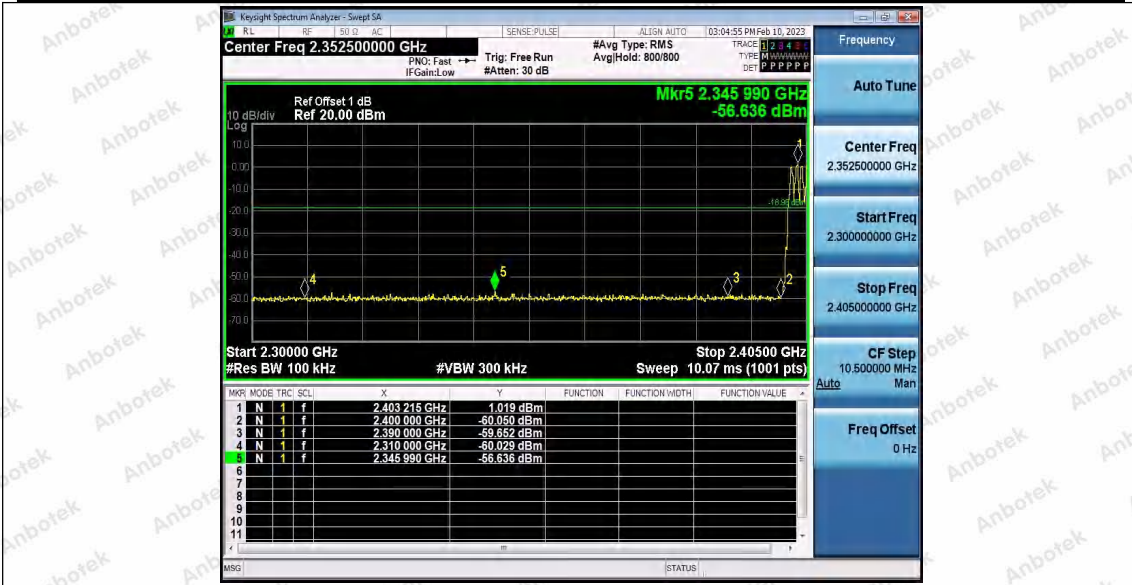 Keysight Spectrum Analyzer - Swept SA
RL RF 50 Ω AC SENSE:PULSE ALIGN AUTO 03:04:55 PM Feb 10, 2023
Center Freq 2.352500000 GHz
PNO: Fast
IFGain:Low
Trig: Free Run
#Atten: 30 dB
#Avg Type: RMS
Avg|Hold: 800/800
TRACE 1 2 3 4 5 6
TYPE M W W W W W
DET P P P P P P
Frequency
Mkr5 2.345 990 GHz
-56.636 dBm
Ref Offset 1 dB
10 dB/div Ref 20.00 dBm
Log
10.0
0.00
-10.0
-20.0
-30.0
-40.0
-50.0
-60.0
-70.0
1
4
5
3
2
Start 2.30000 GHz Stop 2.40500 GHz
#Res BW 100 kHz #VBW 300 kHz Sweep 10.07 ms (1001 pts)
MKR MODE TRC SCL X Y FUNCTION FUNCTION WIDTH FUNCTION VALUE
1 N 1 f 2.403 215 GHz 1.019 dBm
2 N 1 f 2.400 000 GHz -60.050 dBm
3 N 1 f 2.390 000 GHz -59.652 dBm
4 N 1 f 2.310 000 GHz -60.029 dBm
5 N 1 f 2.345 990 GHz -56.636 dBm
6
7
8
9
10
11
MSG STATUS
Auto Tune
Center Freq
2.352500000 GHz
Start Freq
2.300000000 GHz
Stop Freq
2.405000000 GHz
CF Step
10.500000 MHz
Auto Man
Freq Offset
0 Hz
Anbotek